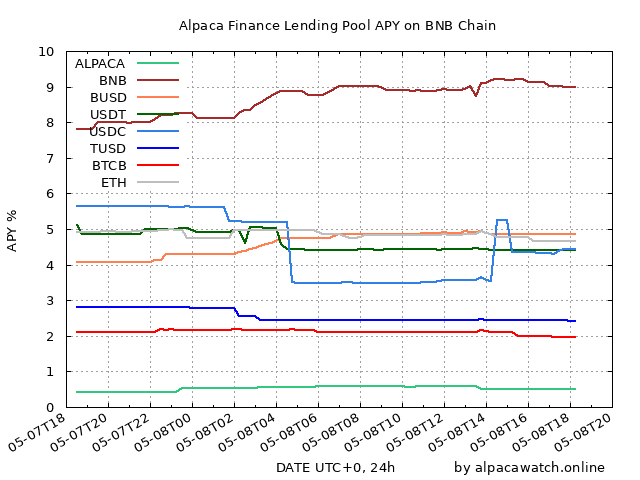 Alpaca Finance Lending Pool APY on BNB Chain
APY %
10
9
8
7
6
5
4
3
2
1
0
ALPACA
BNB
BUSD
USDT
USDC
TUSD
BTCB
ETH
05-07T18
05-07T20
05-07T22
05-08T00
05-08T02
05-08T04
05-08T06
05-08T08
05-08T10
05-08T12
05-08T14
05-08T16
05-08T18
05-08T20
DATE UTC+0, 24h
by alpacawatch.online